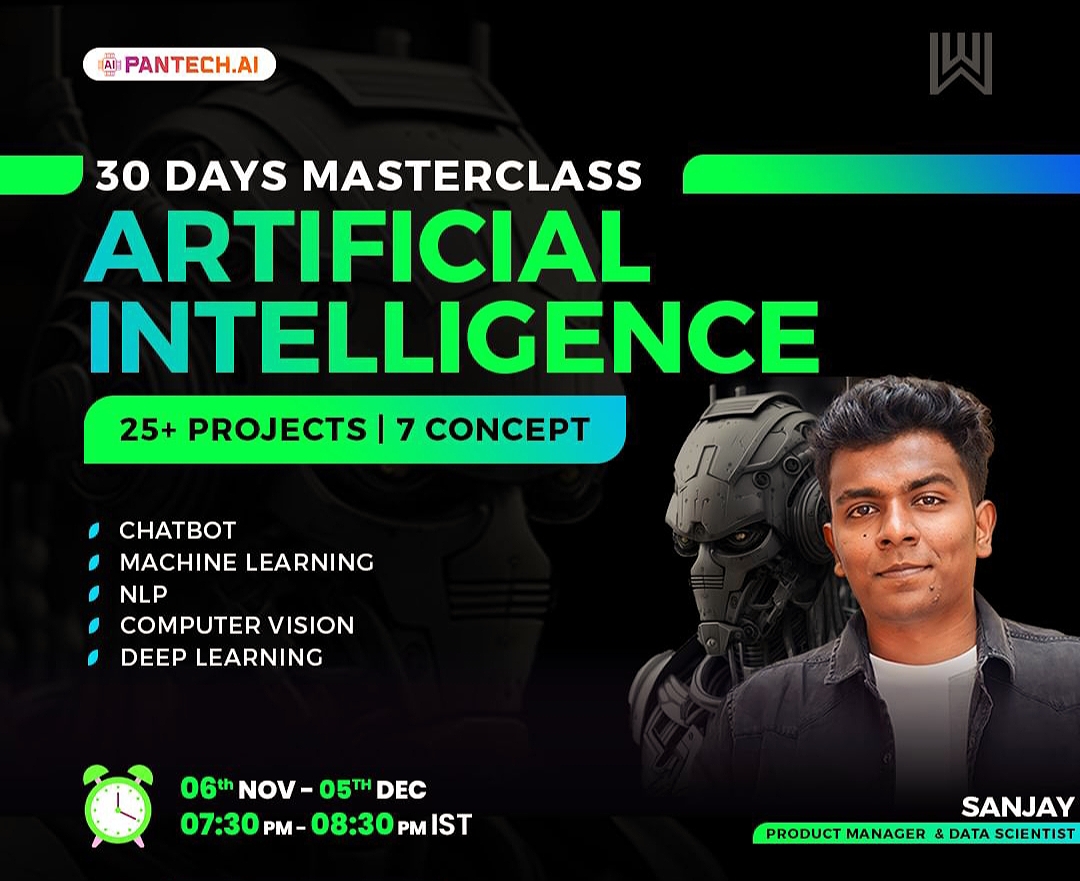 AI PANTECH.AI
W
30 DAYS MASTERCLASS
ARTIFICIAL
INTELLIGENCE
25+ PROJECTS | 7 CONCEPT
CHATBOT
MACHINE LEARNING
NLP
COMPUTER VISION
DEEP LEARNING
06th NOV - 05TH DEC
07:30 PM - 08:30 PM IST
SANJAY
PRODUCT MANAGER & DATA SCIENTIST